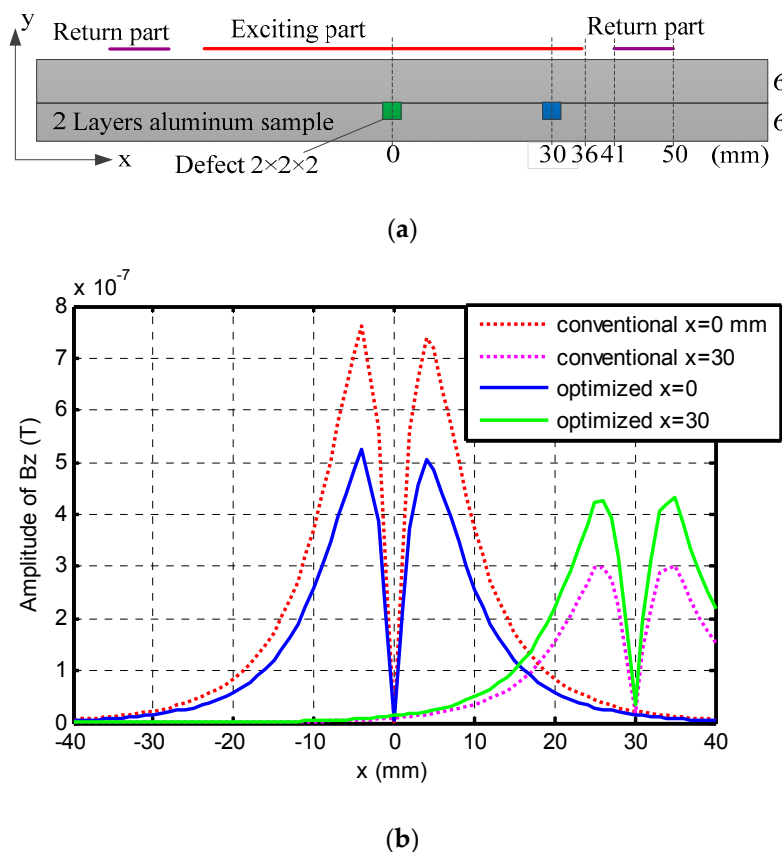 y
Return part
Exciting part
Return part
2 Layers aluminum sample
6
6
x
Defect 2×2×2
0
30
36
41
50
(mm)
(a)
x 10⁻⁷
8
7
6
5
4
3
2
1
0
Amplitude of Bz (T)
conventional x=0 mm
conventional x=30
optimized x=0
optimized x=30
-40 -30 -20 -10 0 10 20 30 40
x (mm)
(b)